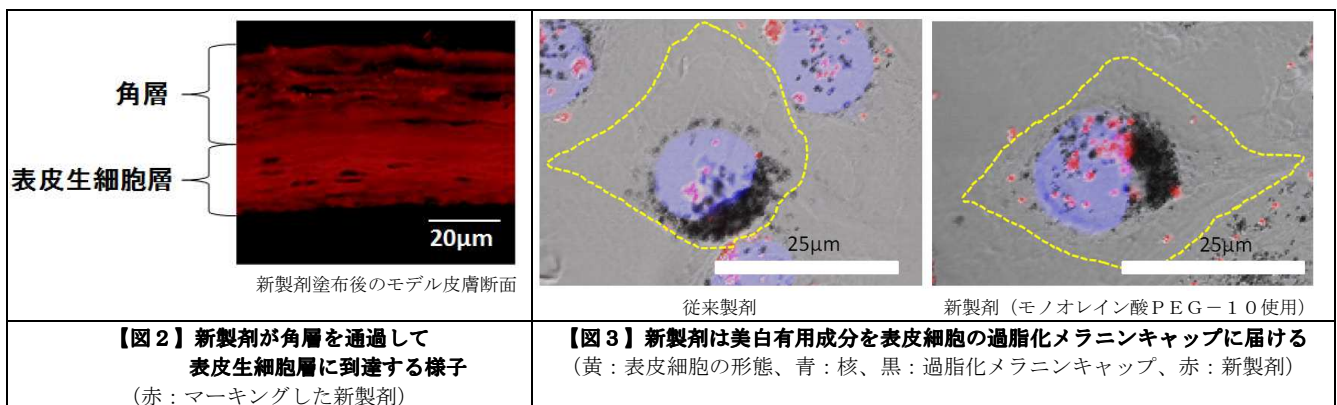 角層
表皮生細胞層
20μm
新製剤塗布後のモデル皮膚断面
25μm
従来製剤
25μm
新製剤（モノオレイン酸ＰＥＧ－１０使用）
【図２】新製剤が角層を通過して
表皮生細胞層に到達する様子
（赤：マーキングした新製剤）
【図３】新製剤は美白有用成分を表皮細胞の過脂化メラニンキャップに届ける
（黄：表皮細胞の形態、青：核、黒：過脂化メラニンキャップ、赤：新製剤）